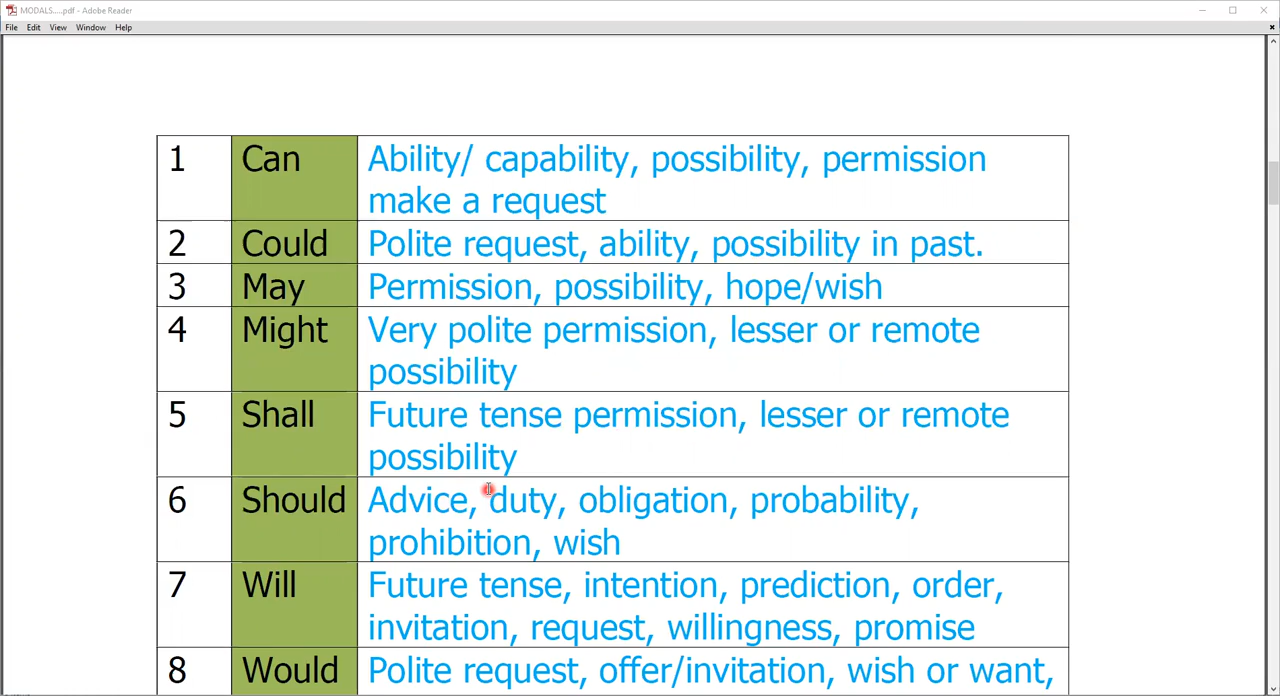 MODALS.....pdf - Adobe Reader
File Edit View Window Help
1 Can Ability/ capability, possibility, permission
make a request
2 Could Polite request, ability, possibility in past.
3 May Permission, possibility, hope/wish
4 Might Very polite permission, lesser or remote
possibility
5 Shall Future tense permission, lesser or remote
possibility
6 Should Advice, duty, obligation, probability,
prohibition, wish
7 Will Future tense, intention, prediction, order,
invitation, request, willingness, promise
8 Would Polite request, offer/invitation, wish or want,